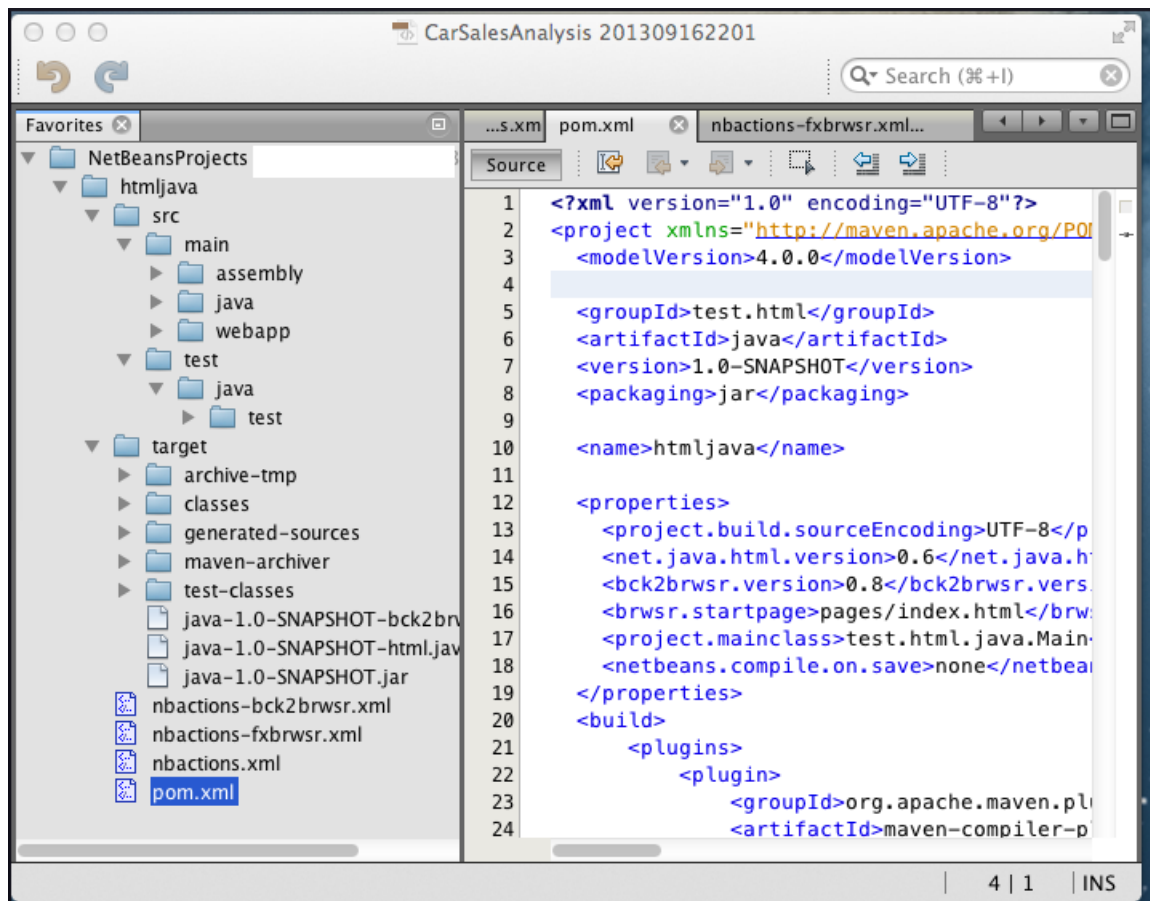 CarSalesAnalysis 201309162201
Search (⌘+I)
Favorites
NetBeansProjects
htmljava
src
main
assembly
java
webapp
test
java
test
target
archive-tmp
classes
generated-sources
maven-archiver
test-classes
java-1.0-SNAPSHOT-bck2brw
java-1.0-SNAPSHOT-html.jav
java-1.0-SNAPSHOT.jar
nbactions-bck2brwsr.xml
nbactions-fxbrwsr.xml
nbactions.xml
pom.xml
...s.xm pom.xml nbactions-fxbrwsr.xml...
Source
1 <?xml version="1.0" encoding="UTF-8"?>
2 <project xmlns="http://maven.apache.org/POM
3 <modelVersion>4.0.0</modelVersion>
4
5 <groupId>test.html</groupId>
6 <artifactId>java</artifactId>
7 <version>1.0-SNAPSHOT</version>
8 <packaging>jar</packaging>
9
10 <name>htmljava</name>
11
12 <properties>
13 <project.build.sourceEncoding>UTF-8</p
14 <net.java.html.version>0.6</net.java.h
15 <bck2brwsr.version>0.8</bck2brwsr.vers
16 <brwsr.startpage>pages/index.html</brws
17 <project.mainclass>test.html.java.Main<
18 <netbeans.compile.on.save>none</netbean
19 </properties>
20 <build>
21 <plugins>
22 <plugin>
23 <groupId>org.apache.maven.plu
24 <artifactId>maven-compiler-p
4 | 1 INS